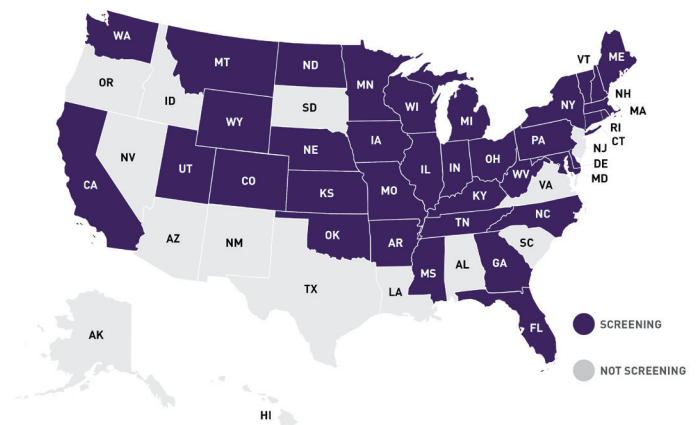 WA
MT
ND
MN
OR
ID
SD
WY
WI
MI
NY
VT
ME
NH
MA
RI
CT
NJ
DE
MD
PA
IA
NE
NV
UT
CO
CA
KS
MO
IL
IN
OH
WV
VA
KY
NC
TN
SC
AZ
NM
OK
AR
TX
LA
MS
AL
GA
FL
AK
HI
SCREENING
NOT SCREENING